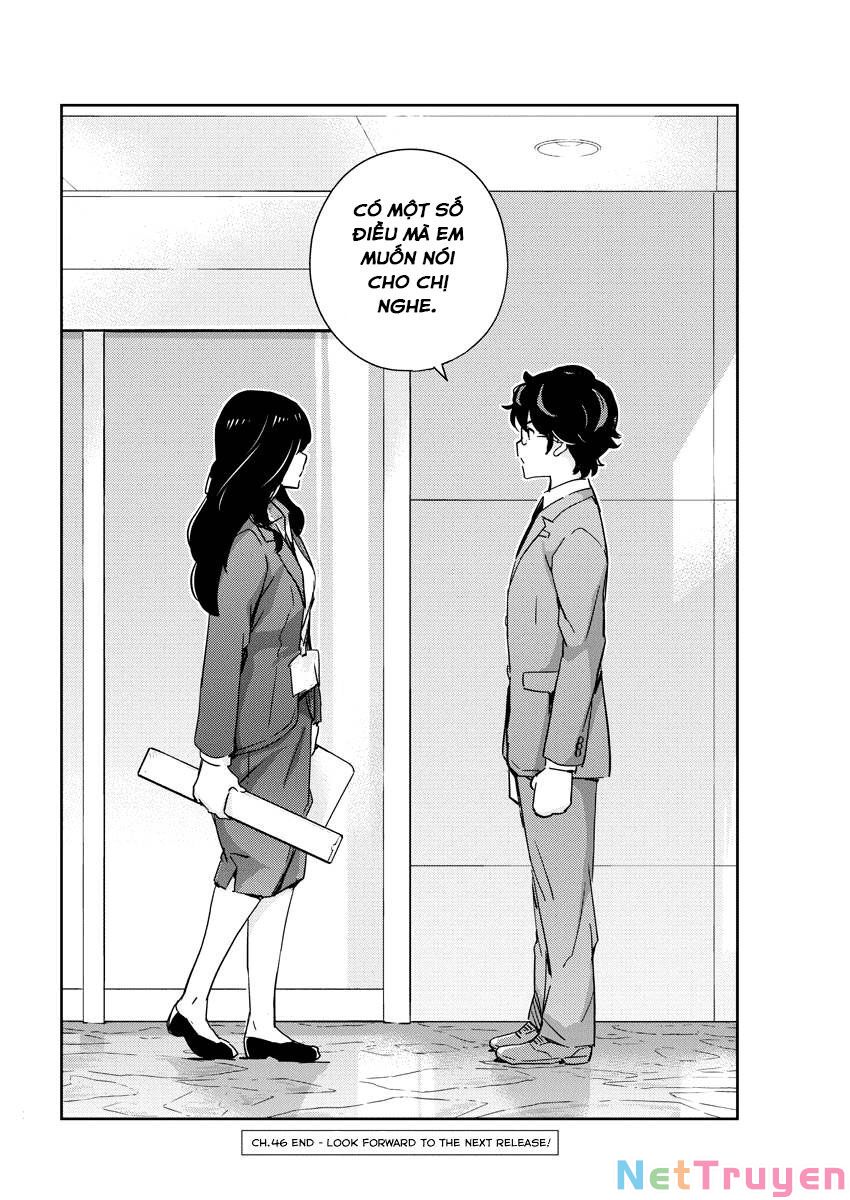 CÓ MỘT SỐ
ĐIỀU MÀ EM
MUỐN NÓI
CHO CHỊ
NGHE.
CH.46 END - LOOK FORWARD TO THE NEXT RELEASE!
NetTruyen